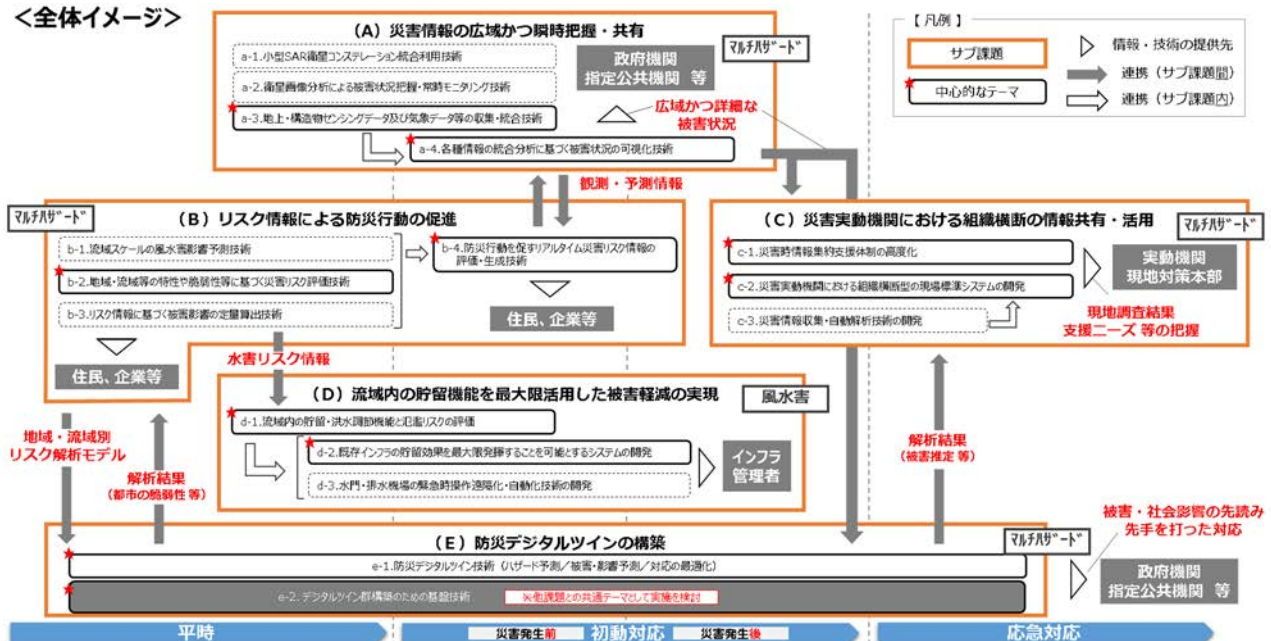 ＜全体イメージ＞
【 凡例 】
サブ課題
中心的なテーマ
情報・技術の提供先
連携（サブ課題間）
連携（サブ課題内）
（A）災害情報の広域かつ瞬時把握・共有
マルチハザード
a-1.小型SAR衛星コンステレーション統合利用技術
a-2.衛星画像分析による被害状況把握・常時モニタリング技術
a-3.地上・構造物センシングデータ及び気象データ等の収集・統合技術
a-4.各種情報の統合分析に基づく被害状況の可視化技術
政府機関
指定公共機関 等
広域かつ詳細な
被害状況
観測・予測情報
マルチハザード
（B）リスク情報による防災行動の促進
b-1.流域スケールの風水害影響予測技術
b-2.地域・流域等の特性や脆弱性等に基づく災害リスク評価技術
b-3.リスク情報に基づく被害影響の定量算出技術
b-4.防災行動を促すリアルタイム災害リスク情報の
評価・生成技術
住民、企業等
住民、企業等
（C）災害実動機関における組織横断の情報共有・活用
マルチハザード
c-1.災害時情報集約支援体制の高度化
c-2.災害実動機関における組織横断型の現場標準システムの開発
c-3.災害情報収集・自動解析技術の開発
実動機関
現地対策本部
現地調査結果
支援ニーズ 等の把握
水害リスク情報
（D）流域内の貯留機能を最大限活用した被害軽減の実現
風水害
d-1.流域内の貯留・洪水調節機能と氾濫リスクの評価
d-2.既存インフラの貯留効果を最大限発揮することを可能とするシステムの開発
d-3.水門・排水機場の緊急時操作遠隔化・自動化技術の開発
インフラ
管理者
地域・流域別
リスク解析モデル
解析結果
（都市の脆弱性 等）
解析結果
（被害推定 等）
（E）防災デジタルツインの構築
マルチハザード
e-1.防災デジタルツイン技術（ハザード予測／被害・影響予測／対応の最適化）
e-2. デジタルツイン群構築のための基盤技術
※他課題との共通テーマとして実施を検討
被害・社会影響の先読み
先手を打った対応
政府機関
指定公共機関 等
平時
災害発生前
初動対応
災害発生後
応急対応